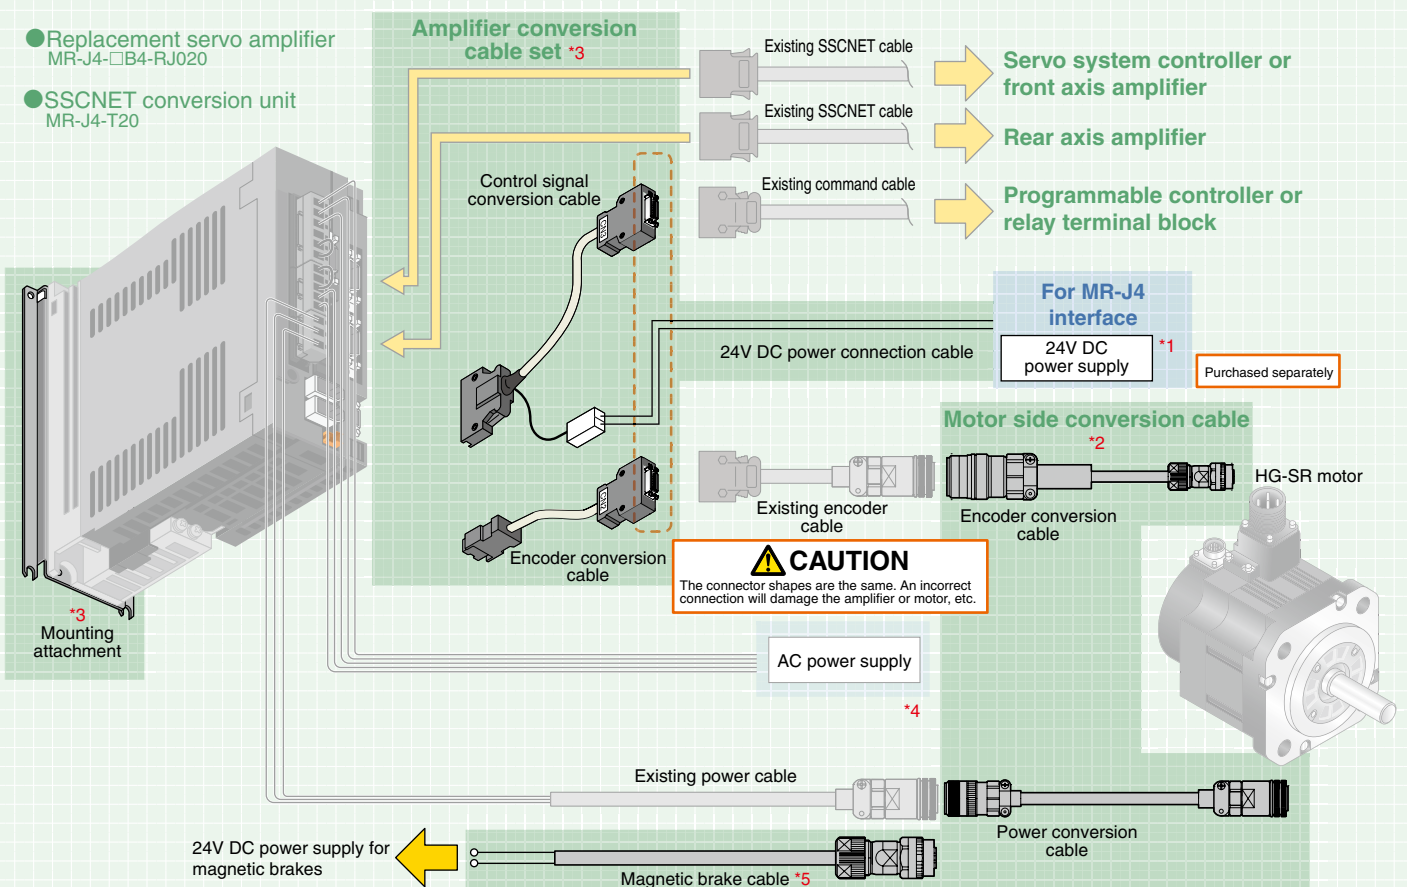 ●Replacement servo amplifier
MR-J4-□B4-RJ020
●SSCNET conversion unit
MR-J4-T20
Amplifier conversion
cable set *3
Existing SSCNET cable
Servo system controller or
front axis amplifier
Existing SSCNET cable
Rear axis amplifier
Control signal
conversion cable
CN3
Existing command cable
Programmable controller or
relay terminal block
For MR-J4
interface
24V DC power connection cable
24V DC
power supply
*1
Purchased separately
Motor side conversion cable
*2
HG-SR motor
CN2
Existing encoder
cable
Encoder conversion
cable
Encoder conversion
cable
CAUTION
The connector shapes are the same. An incorrect
connection will damage the amplifier or motor, etc.
*3
Mounting
attachment
AC power supply
*4
Existing power cable
Power conversion
cable
24V DC power supply for
magnetic brakes
Magnetic brake cable *5